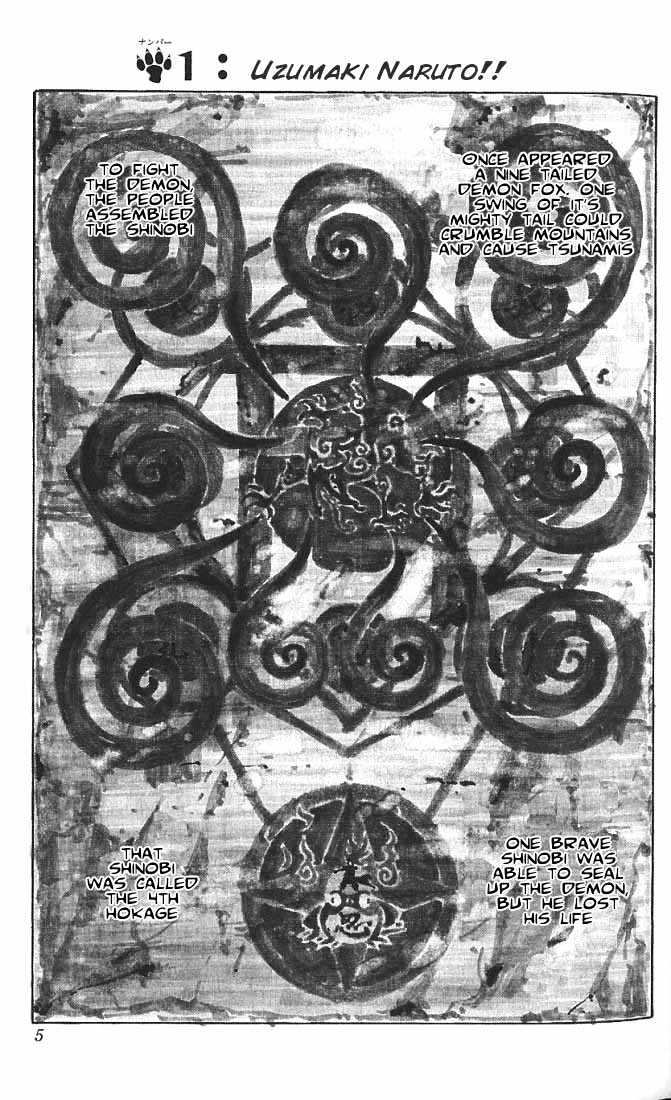 ナンバー
1: UZUMAKI NARUTO!!
ONCE APPEARED
A NINE TAILED
DEMON FOX. ONE
SWING OF IT'S
MIGHTY TAIL COULD
CRUMBLE MOUNTAINS
AND CAUSE TSUNAMIS
TO FIGHT
THE DEMON,
THE PEOPLE
ASSEMBLED
THE SHINOBI
ONE BRAVE
SHINOBI WAS
ABLE TO SEAL
UP THE DEMON,
BUT HE LOST
HIS LIFE
THAT
SHINOBI
WAS CALLED
THE 4TH
HOKAGE
5